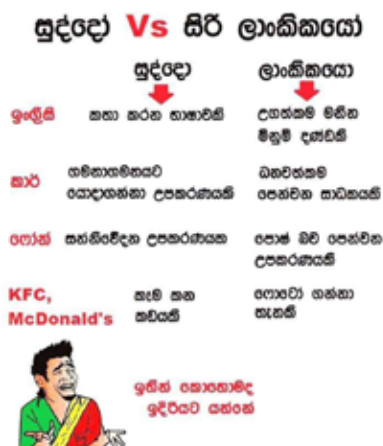 සුද්දෝ Vs සිරි ලාංකිකයෝ
සුද්දො ලාංකිකයො
ඉංග්‍රීසි කතා කරන භාෂාවකි උගත්කම මනින
මිනුම් දණ්ඩකි
කාර් ගමනාගමනයට ධනවත්කම
යොදාගන්නා උපකරණයකි පෙන්වන සාධකයකි
ෆෝන් සන්නිවේදන උපකරණයක පොෂ් බව පෙන්වන
උපකරණයකි
KFC, කෑම කන ෆොටෝ ගන්නා
McDonald's කඩයකි තැනකි
ඉතින් කොහොමද
ඉදිරියට යන්නේ